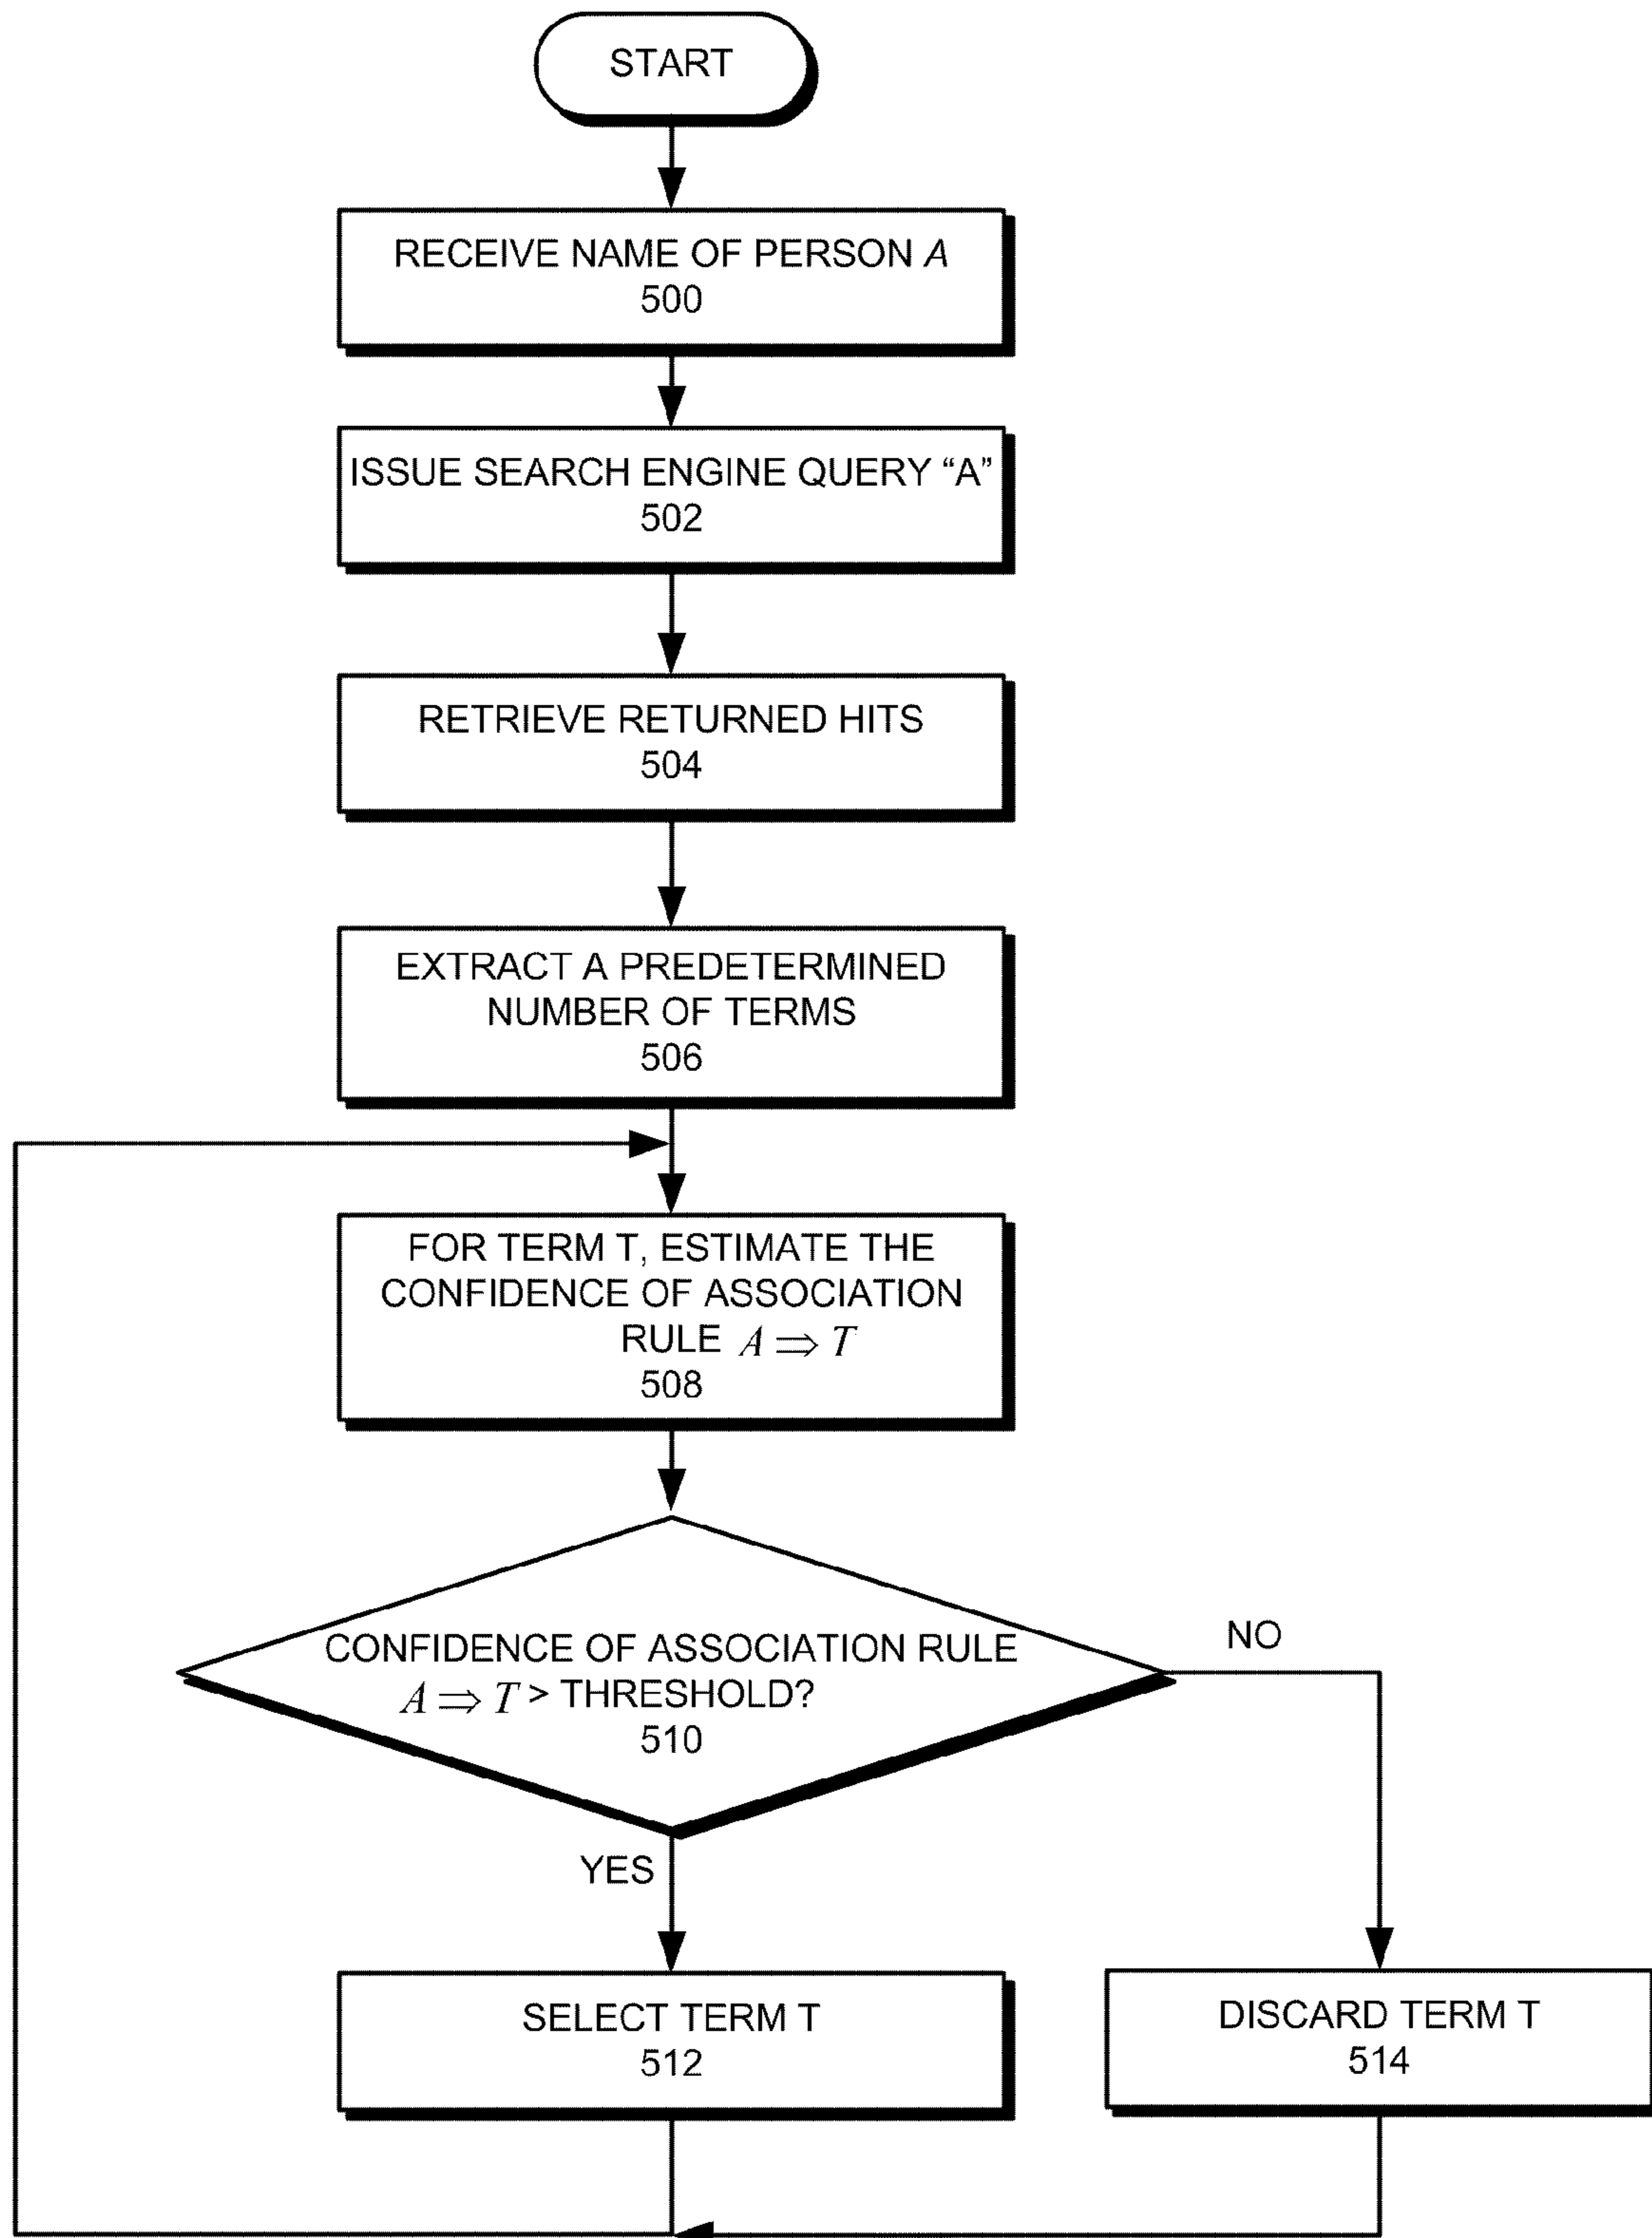 START
RECEIVE NAME OF PERSON A
500
ISSUE SEARCH ENGINE QUERY “A”
502
RETRIEVE RETURNED HITS
504
EXTRACT A PREDETERMINED
NUMBER OF TERMS
506
FOR TERM T, ESTIMATE THE
CONFIDENCE OF ASSOCIATION
RULE A ⇒ T
508
CONFIDENCE OF ASSOCIATION RULE
A ⇒ T > THRESHOLD?
510
NO
YES
SELECT TERM T
512
DISCARD TERM T
514